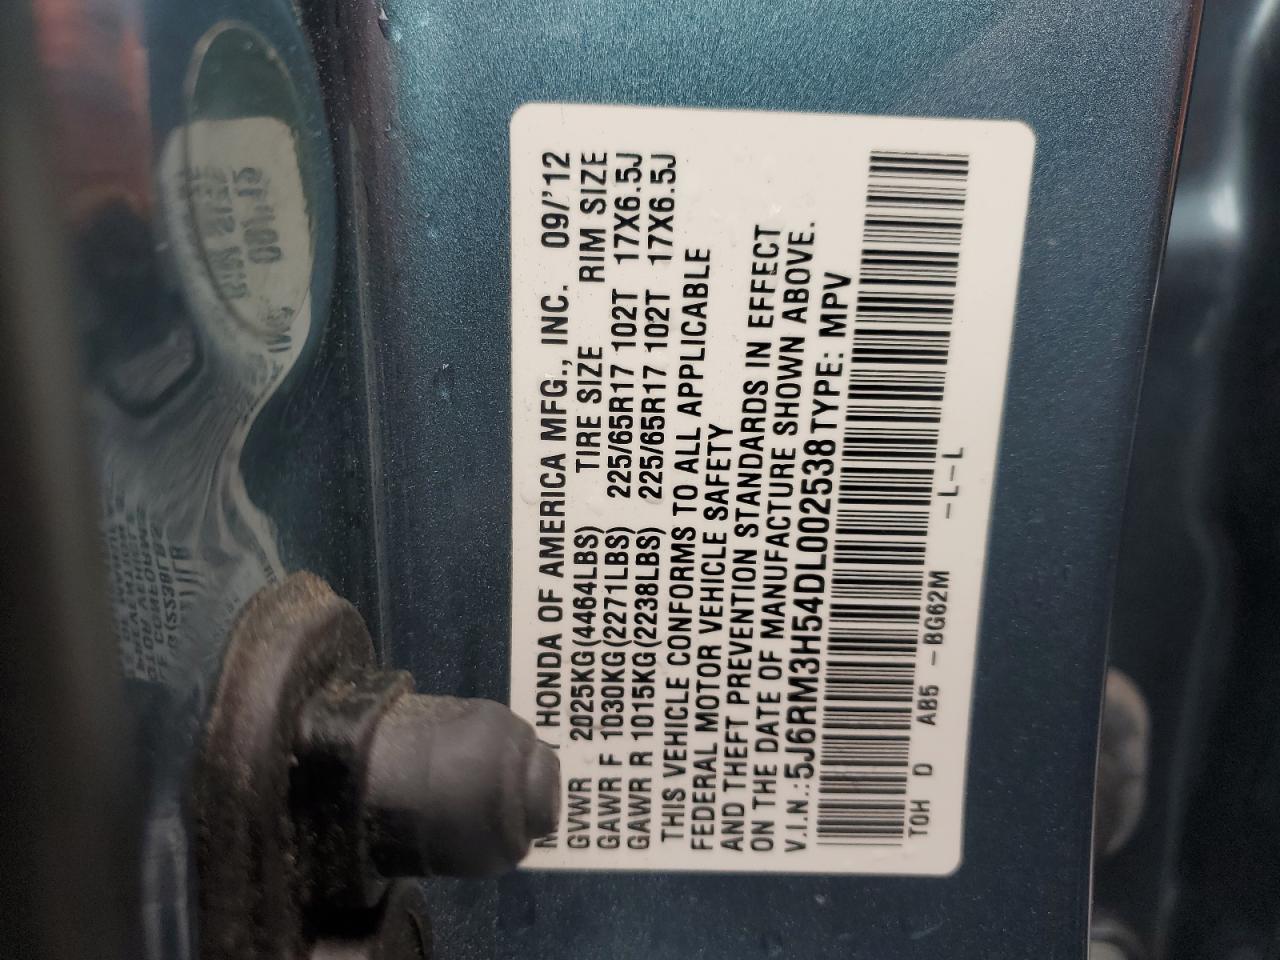 HONDA OF AMERICA MFG., INC. 09/'12
GVWR 2025KG(4464LBS) TIRE SIZE RIM SIZE
GAWR F 1030KG(2271LBS) 225/65R17 102T 17X6.5J
GAWR R 1015KG(2238LBS) 225/65R17 102T 17X6.5J
THIS VEHICLE CONFORMS TO ALL APPLICABLE
FEDERAL MOTOR VEHICLE SAFETY
AND THEFT PREVENTION STANDARDS IN EFFECT
ON THE DATE OF MANUFACTURE SHOWN ABOVE.
V.I.N.:5J6RM3H54DL002538 TYPE: MPV
TOH D AB5 -BG62M -L-L